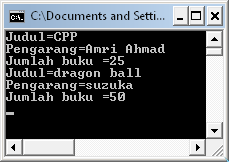 C:\Documents and Setti...
Judul=CPP
Pengarang=Amri Ahmad
Jumlah buku =25
Judul=dragon ball
Pengarang=suzuka
Jumlah buku =50